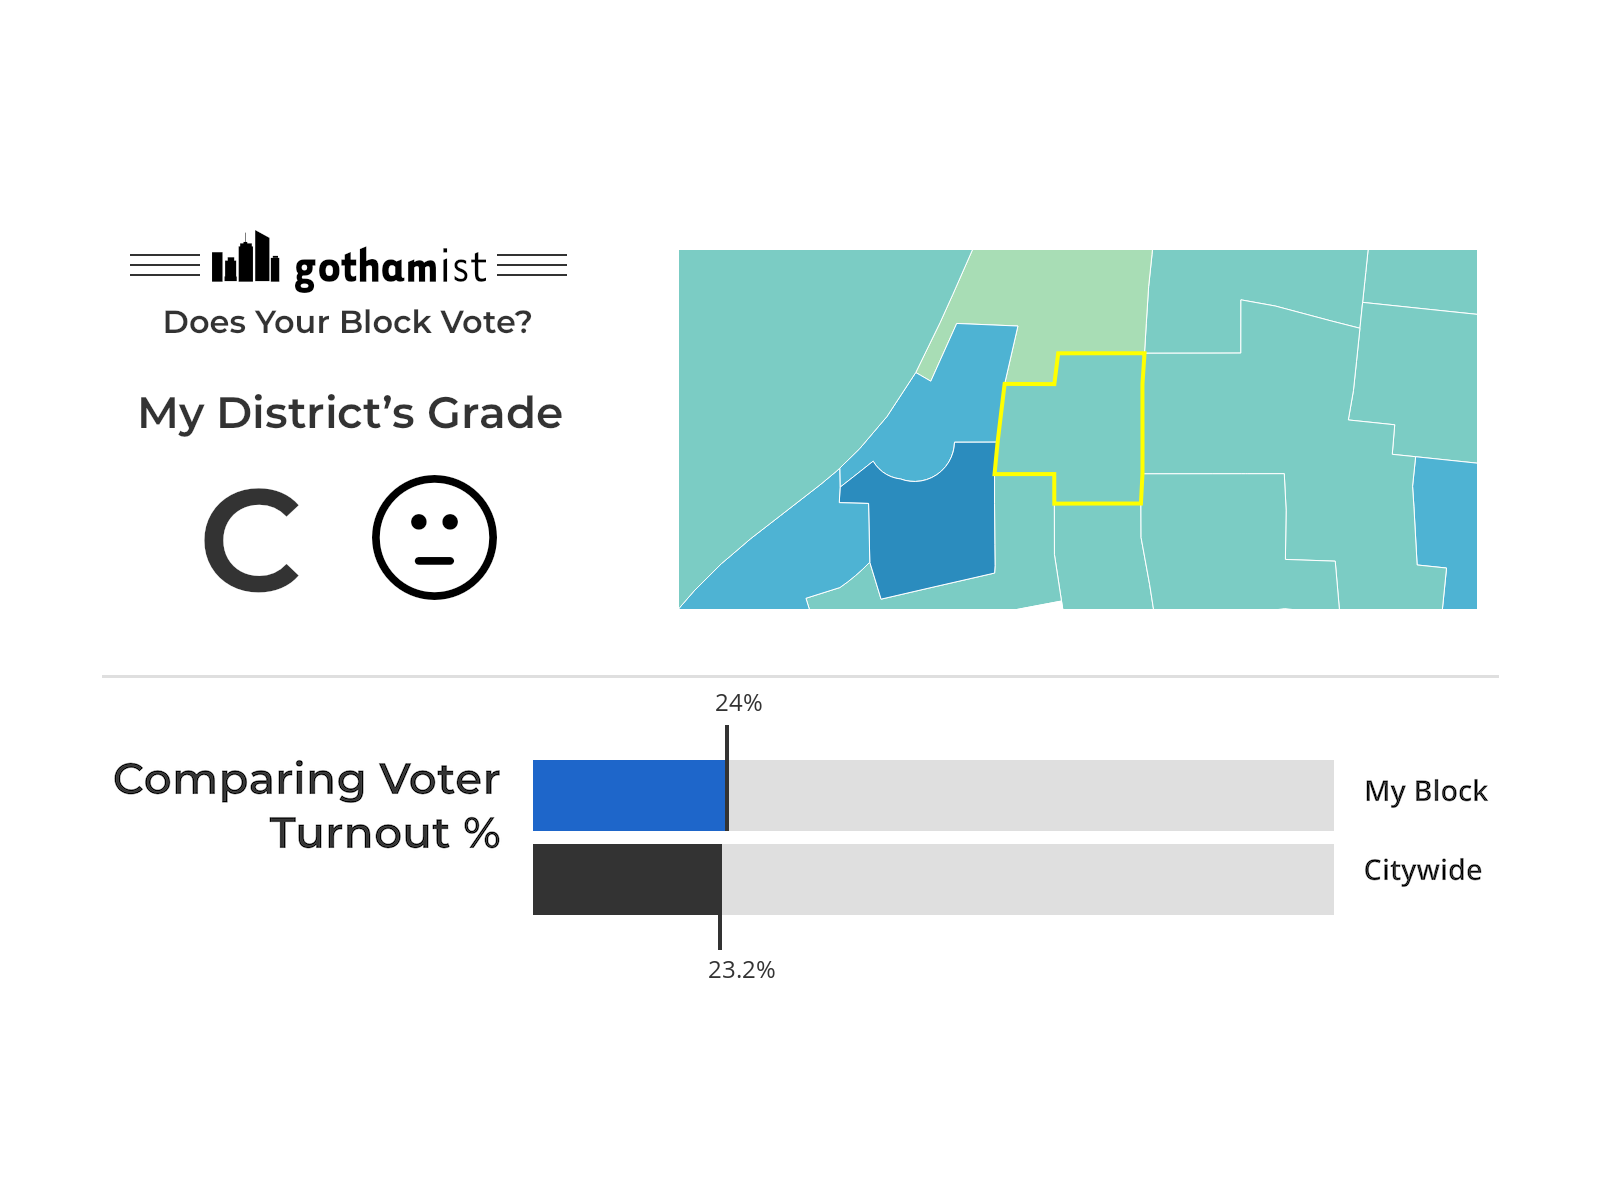 gothamist
Does Your Block Vote?
My District’s Grade
C
24%
Comparing Voter
Turnout %
My Block
Citywide
23.2%